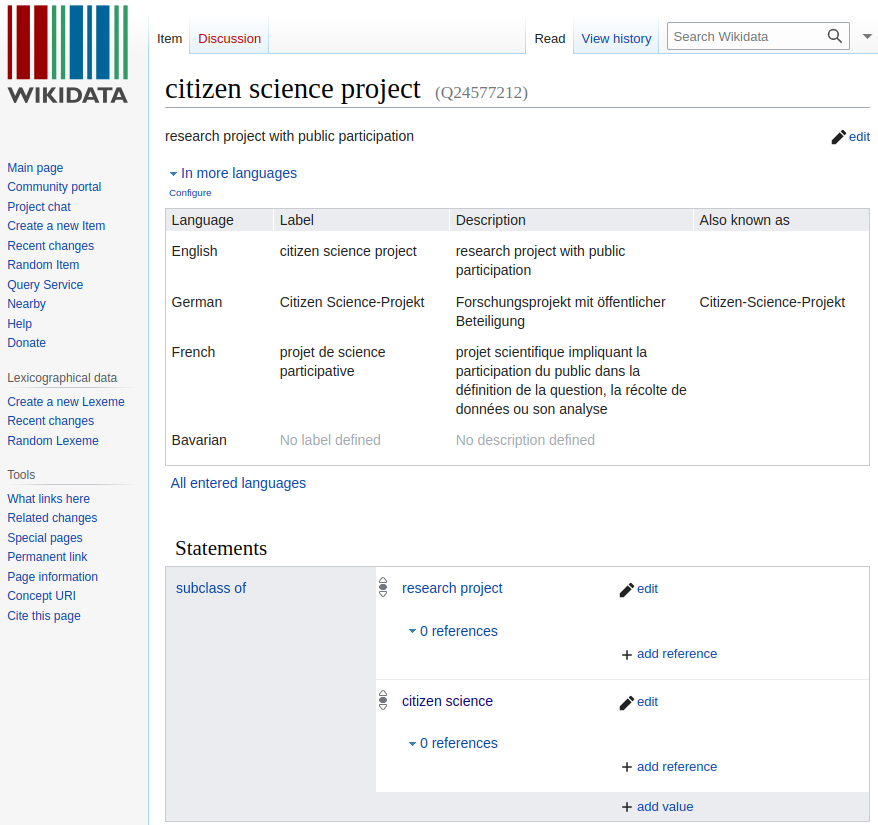 WIKIDATA
Item
Discussion
Read
View history
Search Wikidata
citizen science project (Q24577212)
research project with public participation
edit
In more languages
Configure
Language Label Description Also known as
English citizen science project research project with public
participation
German Citizen Science-Projekt Forschungsprojekt mit öffentlicher Citizen-Science-Projekt
Beteiligung
French projet de science projet scientifique impliquant la
participative participation du public dans la
définition de la question, la récolte de
données ou son analyse
Bavarian No label defined No description defined
All entered languages
Statements
subclass of research project edit
0 references
add reference
citizen science edit
0 references
add reference
add value
Main page
Community portal
Project chat
Create a new Item
Recent changes
Random Item
Query Service
Nearby
Help
Donate
Lexicographical data
Create a new Lexeme
Recent changes
Random Lexeme
Tools
What links here
Related changes
Special pages
Permanent link
Page information
Concept URI
Cite this page